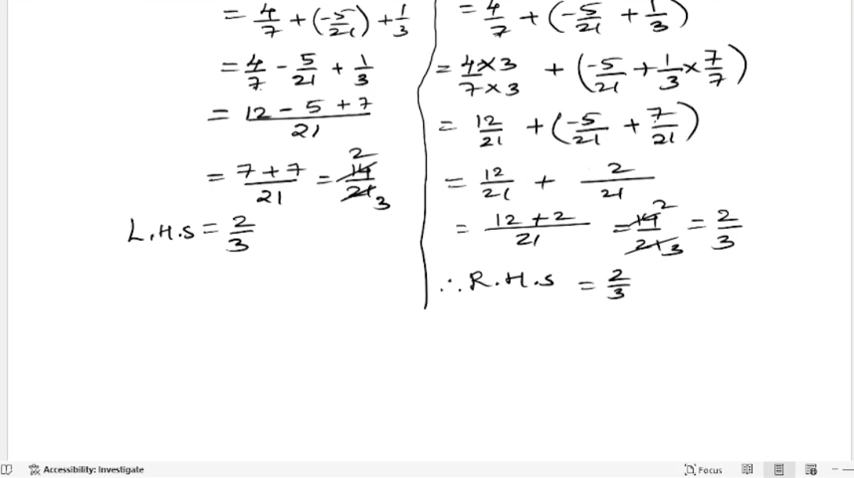 = 4/7 + (-5/21) + 1/3
= 4/7 - 5/21 + 1/3
= 12 - 5 + 7 / 21
= 7 + 7 / 21 = 14/21 2 3
L.H.S = 2/3
= 4/7 + (-5/21 + 1/3)
= 4×3 / 7×3 + (-5/21 + 1/3 × 7/7)
= 12/21 + (-5/21 + 7/21)
= 12/21 + 2/21
= 12 + 2 / 21 = 14/21 2 3 = 2/3
∴ R.H.S = 2/3
Accessibility: Investigate
Focus